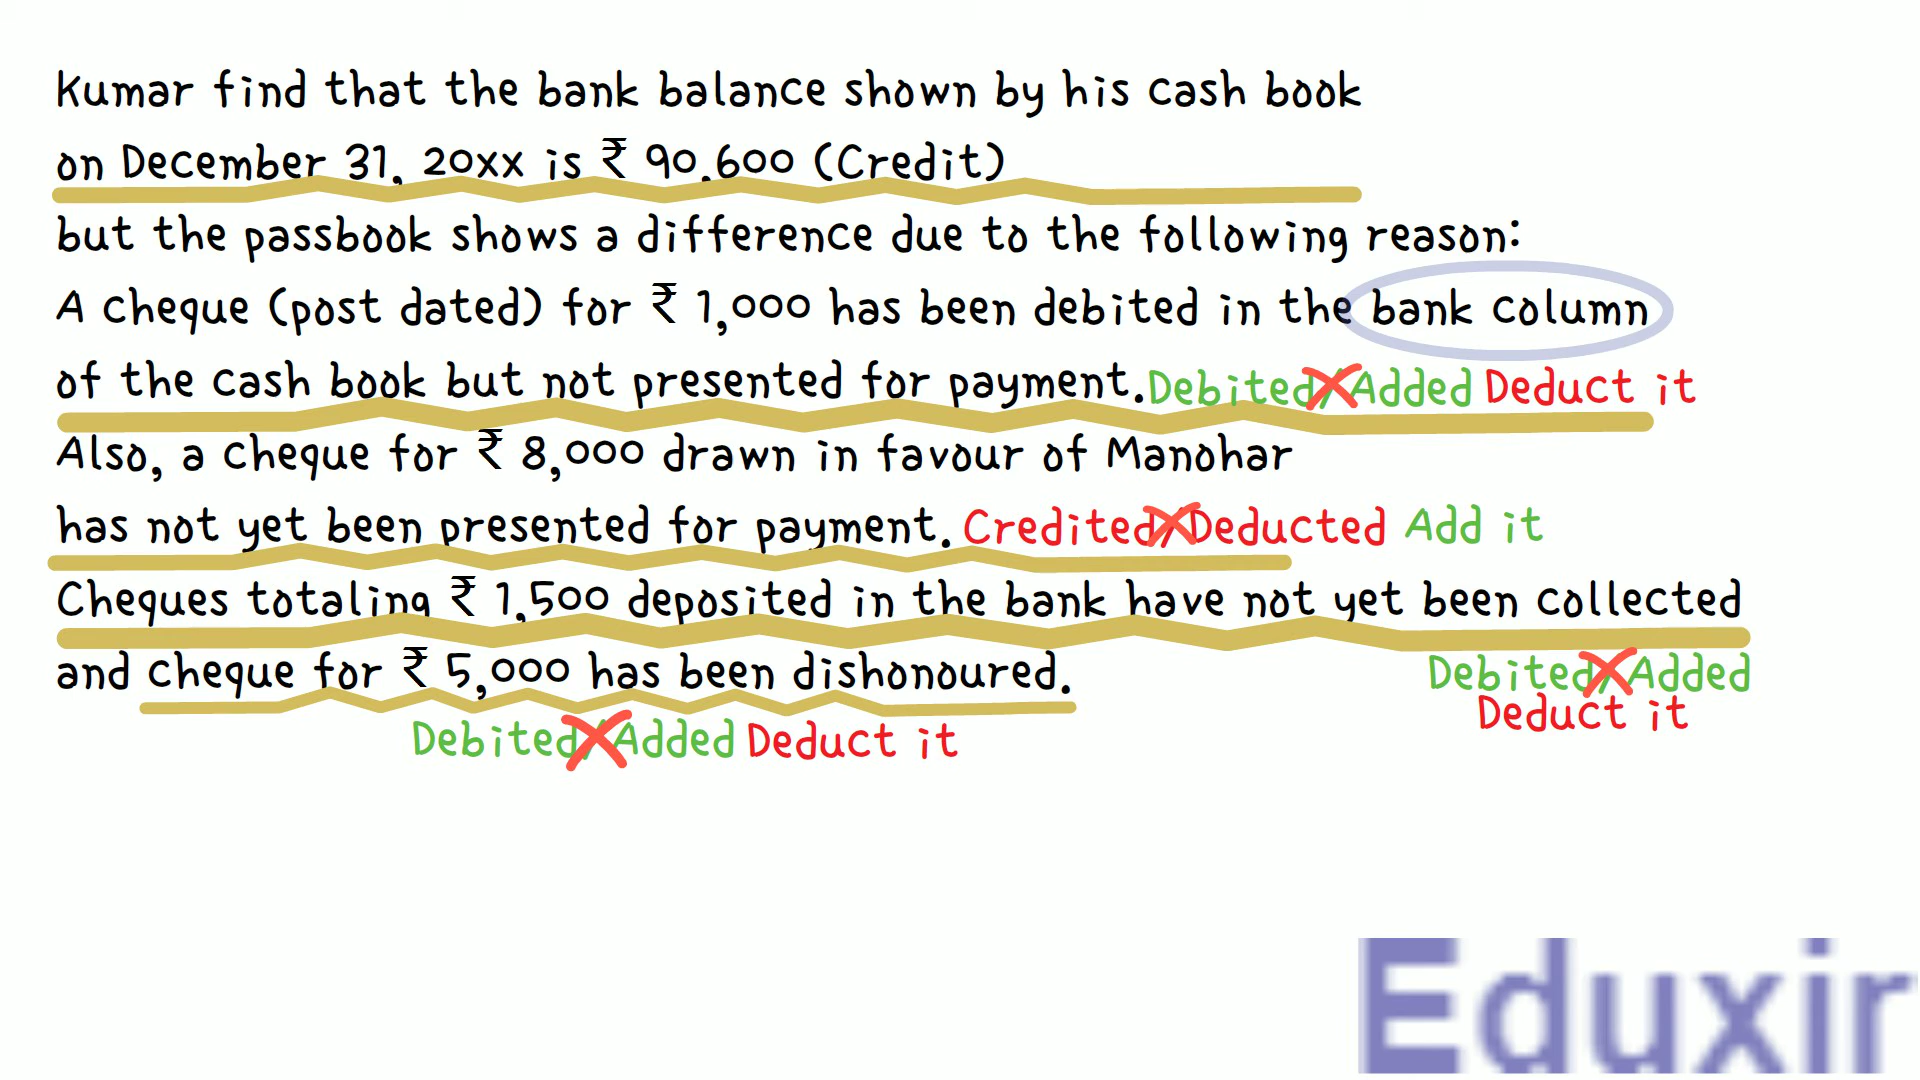 Kumar find that the bank balance shown by his cash book
on December 31, 20xx is ₹ 90,600 (Credit)
but the passbook shows a difference due to the following reason:
A cheque (post dated) for ₹ 1,000 has been debited in the bank column
of the cash book but not presented for payment. Debited/Added Deduct it
Also, a cheque for ₹ 8,000 drawn in favour of Manohar
has not yet been presented for payment. Credited/Deducted Add it
Cheques totaling ₹ 1,500 deposited in the bank have not yet been collected
and cheque for ₹ 5,000 has been dishonoured.
Debited/Added
Deduct it
Debited/Added Deduct it
Eduxir